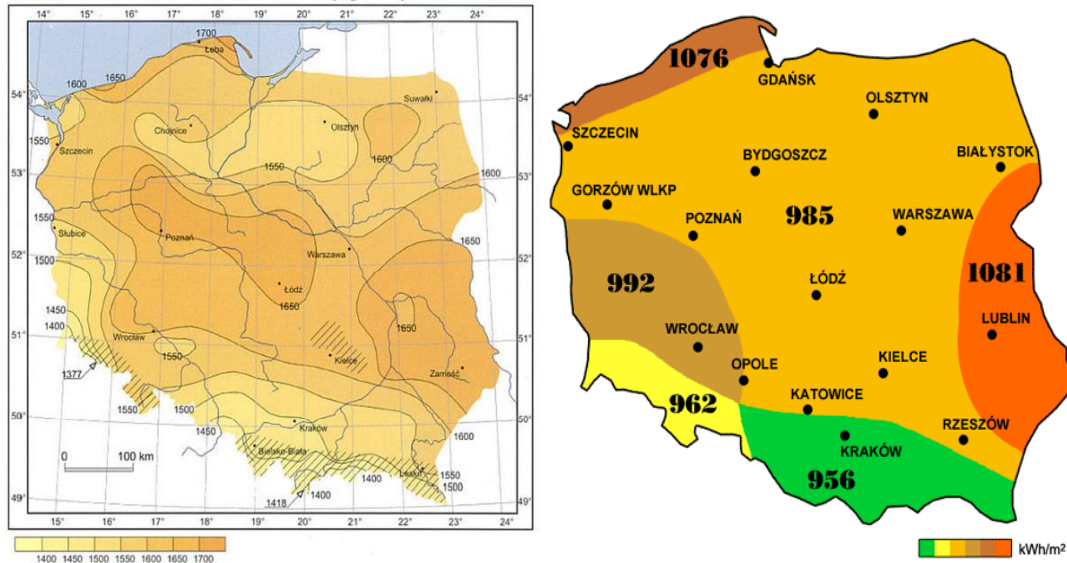 14° 15° 16° 17° 18° 19° 20° 21° 22° 23° 24°
1700
Łeba
1650
1600
54°
54°
Suwałki
Chojnice
Olsztyn
1550
Szczecin
1550
1600
53°
53°
1600
1550
Słubice
Poznań
Warszawa
1650
52°
52°
1500
Łódź
1650
1450
1400
1650
51°
51°
Wrocław
1550
Kielce
Zamość
1377
1550
1500
50°
50°
1450
Kraków
1600
Bielsko-Biała
Lesko
1550
1500
1400
1400
1418
0 100 km
49°
49°
15° 16° 17° 18° 19° 20° 21° 22° 23° 24°
1400 1450 1500 1550 1600 1650 1700
1076
GDAŃSK
OLSZTYN
SZCZECIN
BYDGOSZCZ
BIAŁYSTOK
GORZÓW WLKP
POZNAŃ
985
WARSZAWA
992
1081
ŁÓDŹ
LUBLIN
WROCŁAW
OPOLE
KIELCE
962
KATOWICE
RZESZÓW
KRAKÓW
956
kWh/m²